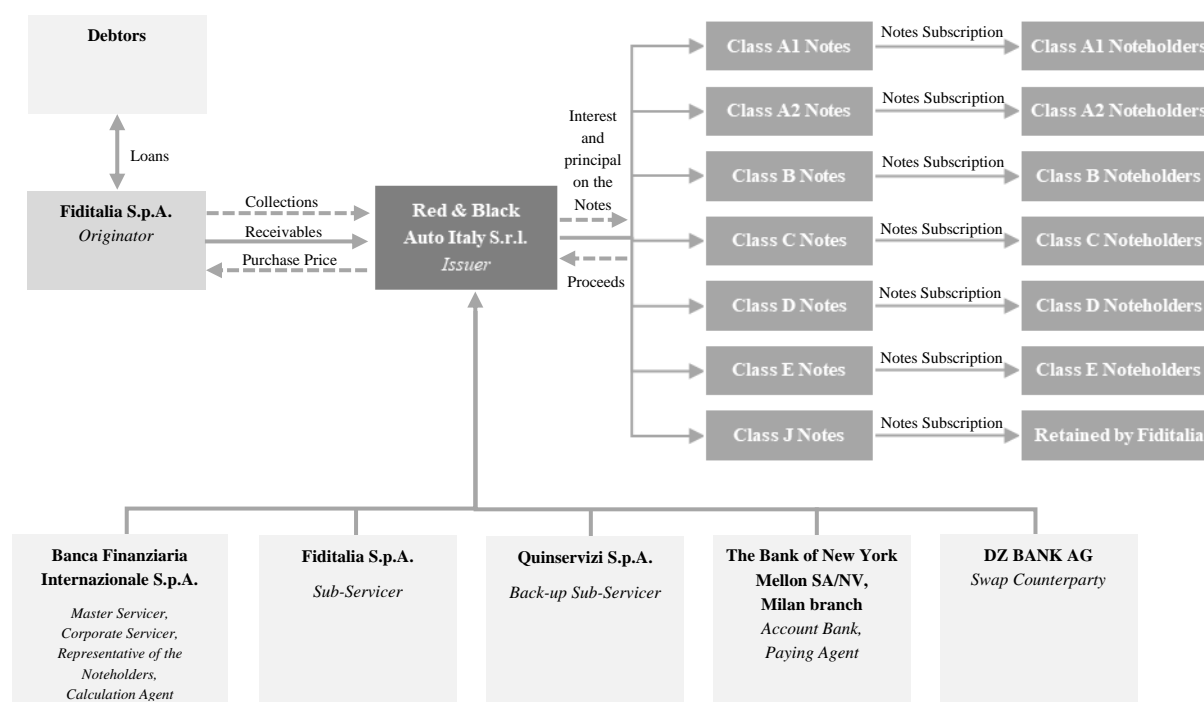 Debtors
Loans
Fiditalia S.p.A.
Originator
Collections
Receivables
Purchase Price
Red & Black
Auto Italy S.r.l.
Issuer
Interest
and
principal
on the
Notes
Proceeds
Class A1 Notes
Notes Subscription
Class A1 Noteholders
Class A2 Notes
Notes Subscription
Class A2 Noteholders
Class B Notes
Notes Subscription
Class B Noteholders
Class C Notes
Notes Subscription
Class C Noteholders
Class D Notes
Notes Subscription
Class D Noteholders
Class E Notes
Notes Subscription
Class E Noteholders
Class J Notes
Notes Subscription
Retained by Fiditalia
Banca Finanziaria
Internazionale S.p.A.
Master Servicer,
Corporate Servicer,
Representative of the
Noteholders,
Calculation Agent
Fiditalia S.p.A.
Sub-Servicer
Quinservizi S.p.A.
Back-up Sub-Servicer
The Bank of New York
Mellon SA/NV,
Milan branch
Account Bank,
Paying Agent
DZ BANK AG
Swap Counterparty